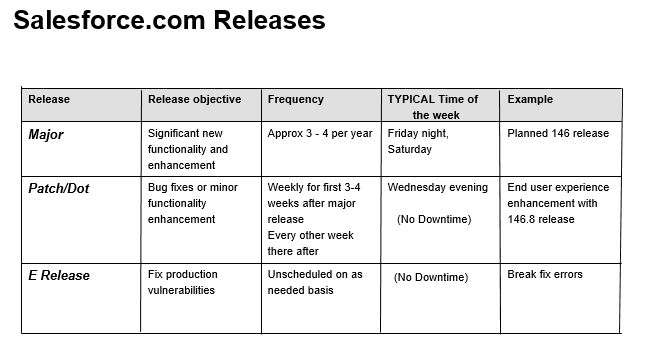 Salesforce.com Releases
Release Release objective Frequency TYPICAL Time of the week Example
Major Significant new functionality and enhancement Approx 3 - 4 per year Friday night, Saturday Planned 146 release
Patch/Dot Bug fixes or minor functionality enhancement Weekly for first 3-4 weeks after major release Every other week there after Wednesday evening (No Downtime) End user experience enhancement with 146.8 release
E Release Fix production vulnerabilities Unscheduled on as needed basis (No Downtime) Break fix errors